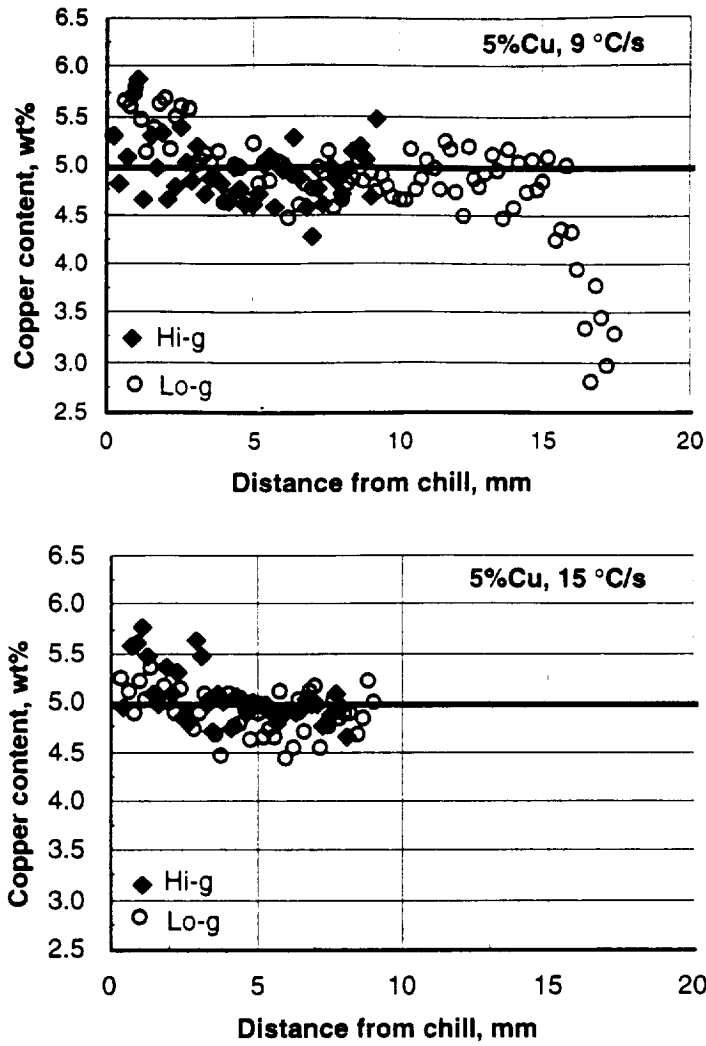 5%Cu, 9 °C/s
Copper content, wt%
6.5
6.0
5.5
5.0
4.5
4.0
3.5
3.0
2.5
Hi-g
Lo-g
0
5
10
15
20
Distance from chill, mm
5%Cu, 15 °C/s
Copper content, wt%
6.5
6.0
5.5
5.0
4.5
4.0
3.5
3.0
2.5
Hi-g
Lo-g
0
5
10
15
20
Distance from chill, mm